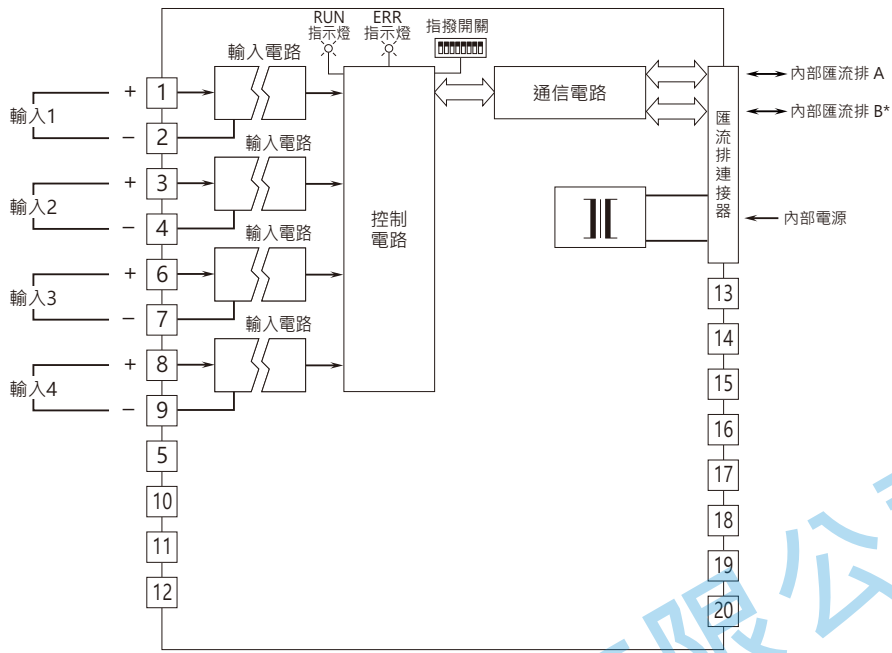 RUN
指示燈
ERR
指示燈
指撥開關
輸入電路
輸入1
+ 1
− 2
輸入電路
輸入2
+ 3
− 4
輸入電路
輸入3
+ 6
− 7
輸入電路
輸入4
+ 8
− 9
5
10
11
12
控制
電路
通信電路
匯流排連接器
內部匯流排 A
內部匯流排 B*
內部電源
13
14
15
16
17
18
19
20
有限公司